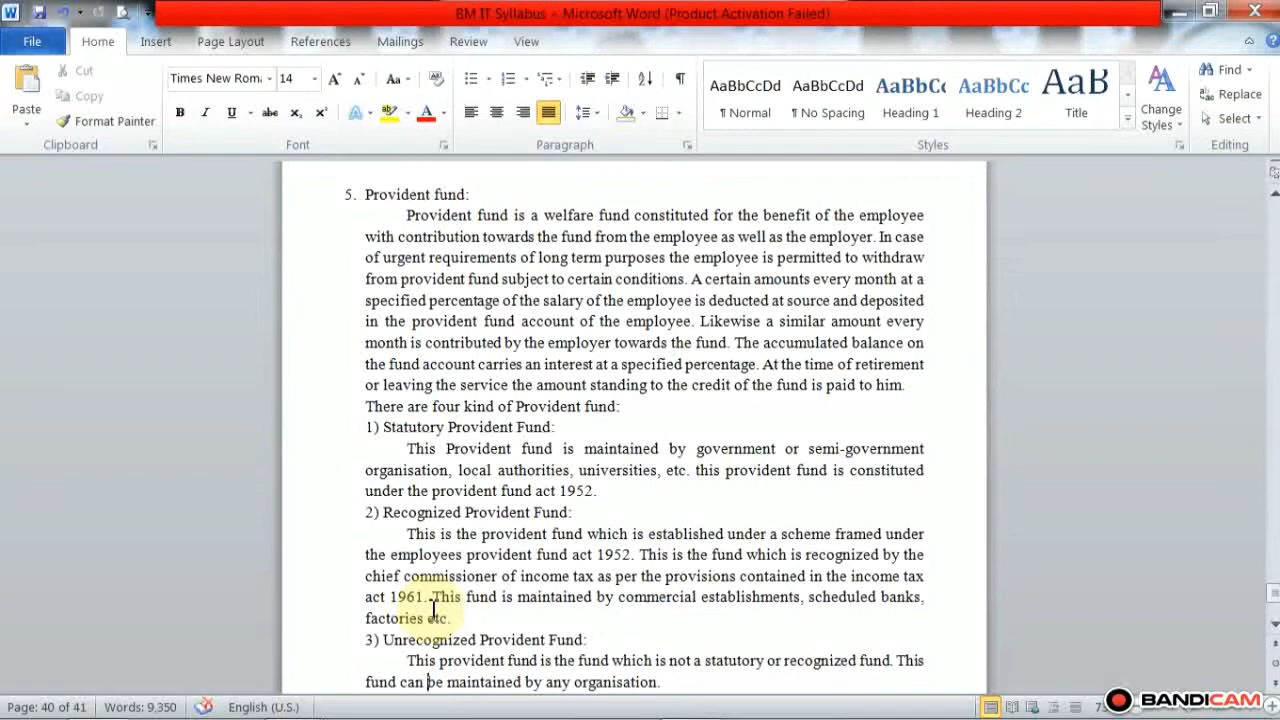 BM IT Syllabus - Microsoft Word (Product Activation Failed)
File Home Insert Page Layout References Mailings Review View
Paste
Cut
Copy
Format Painter
Clipboard
Times New Rom 14
Font
Paragraph
AaBbCcDd AaBbCcDd AaBbCc AaBbCc AaB
¶ Normal ¶ No Spacing Heading 1 Heading 2 Title
Change Styles
Styles
Find
Replace
Select
Editing
5. Provident fund:
Provident fund is a welfare fund constituted for the benefit of the employee
with contribution towards the fund from the employee as well as the employer. In case
of urgent requirements of long term purposes the employee is permitted to withdraw
from provident fund subject to certain conditions. A certain amounts every month at a
specified percentage of the salary of the employee is deducted at source and deposited
in the provident fund account of the employee. Likewise a similar amount every
month is contributed by the employer towards the fund. The accumulated balance on
the fund account carries an interest at a specified percentage. At the time of retirement
or leaving the service the amount standing to the credit of the fund is paid to him.
There are four kind of Provident fund:
1) Statutory Provident Fund:
This Provident fund is maintained by government or semi-government
organisation, local authorities, universities, etc. this provident fund is constituted
under the provident fund act 1952.
2) Recognized Provident Fund:
This is the provident fund which is established under a scheme framed under
the employees provident fund act 1952. This is the fund which is recognized by the
chief commissioner of income tax as per the provisions contained in the income tax
act 1961. This fund is maintained by commercial establishments, scheduled banks,
factories etc.
3) Unrecognized Provident Fund:
This provident fund is the fund which is not a statutory or recognized fund. This
fund can be maintained by any organisation.
Page: 40 of 41 Words: 9,350 English (U.S.)
BANDICAM